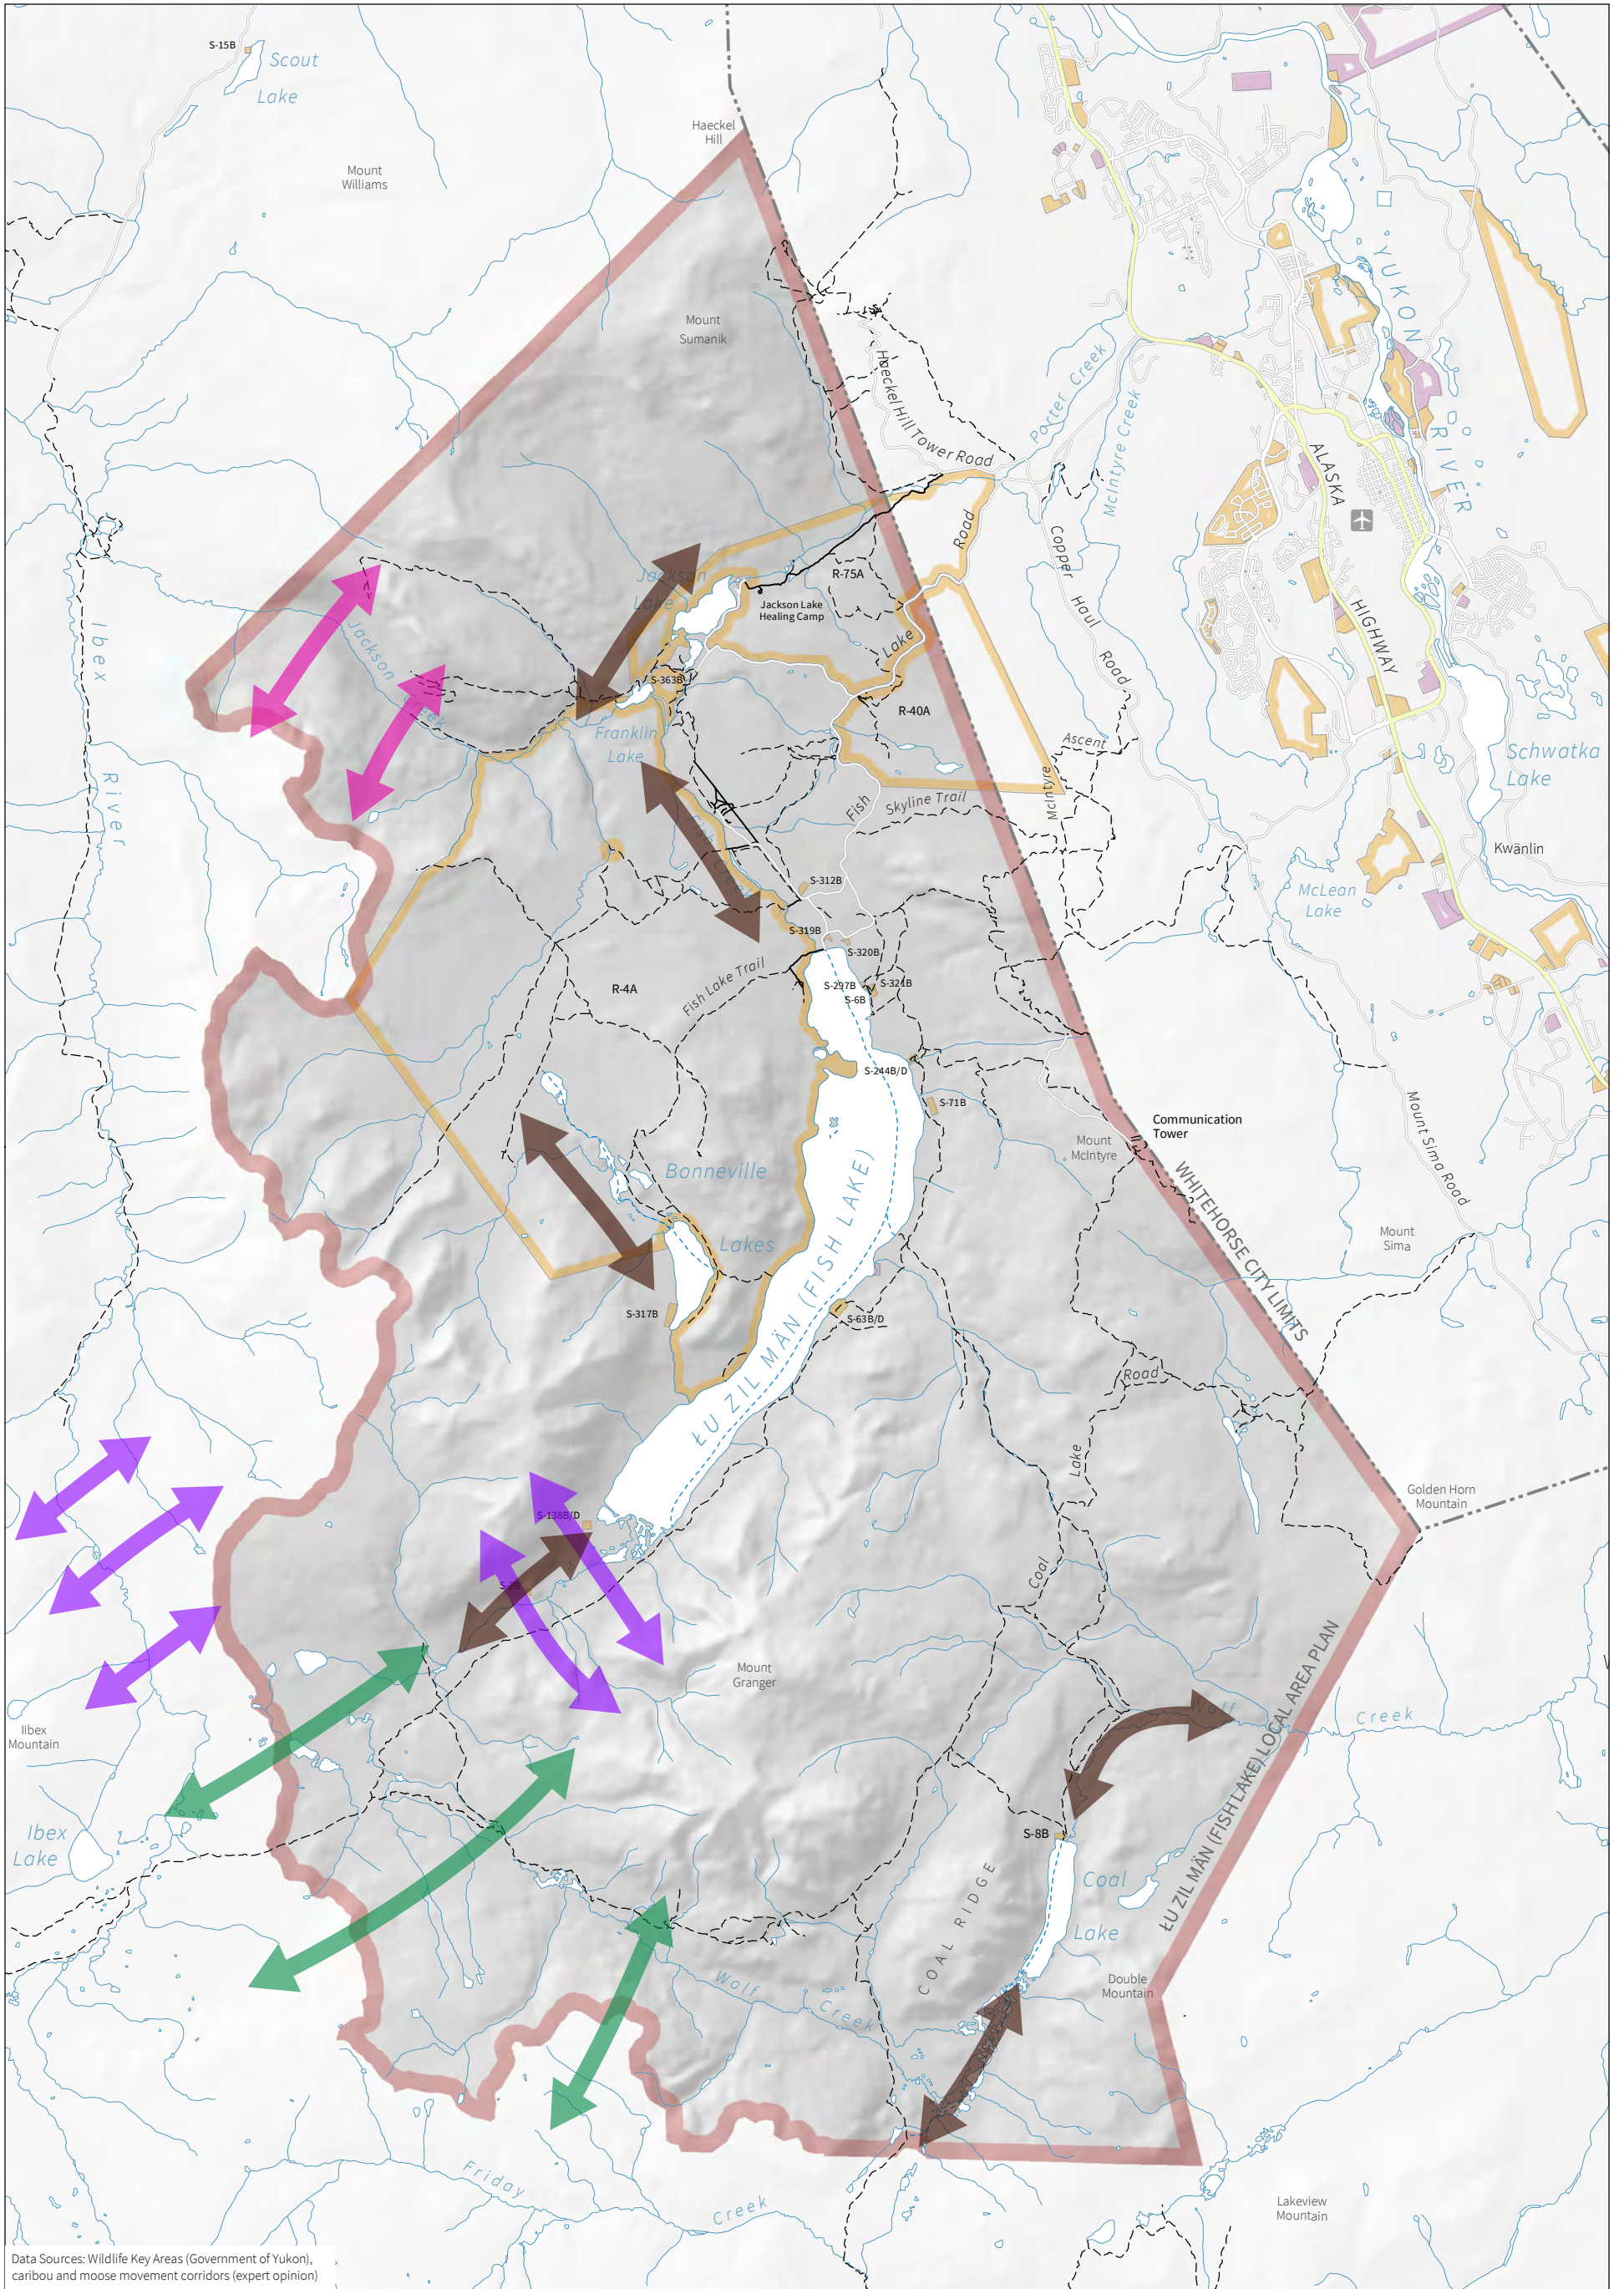 S-15B
Scout
Lake
Haeckel
Hill
Mount
Williams
Mount
Sumanik
YUKON
RIVER
Porter Creek
McIntyre Creek
Haeckel Hill Tower Road
ALASKA
HIGHWAY
Copper
Haul
Road
Road
Lake
Fish
Jackson
Lake
R-75A
Jackson Lake
Healing Camp
Ibex
River
Jackson
Creek
S-363B
R-40A
Franklin
Lake
Ascent
McIntyre
Skyline Trail
Schwatka
Lake
Kwänlin
McLean
Lake
Fish Creek
S-312B
S-319B
S-320B
Fish Lake Trail
R-4A
S-297B
S-321B
S-6B
S-244B/D
S-71B
Communication
Tower
Mount
McIntyre
Mount Sima Road
Mount
Sima
WHITEHORSE CITY LIMITS
Bonneville
Lakes
ŁU ZIL MÄN (FISH LAKE)
S-317B
S-63B/D
Road
Lake
Coal
Golden Horn
Mountain
S-138B/D
S-2B
Mount
Granger
Ilbex
Mountain
Ibex
Lake
Wolf
Creek
ŁU ZIL MÄN (FISH LAKE) LOCAL AREA PLAN
S-8B
Coal
Lake
COAL RIDGE
Double
Mountain
Wolf
Creek
Friday
Creek
Lakeview
Mountain
Data Sources: Wildlife Key Areas (Government of Yukon),
caribou and moose movement corridors (expert opinion)